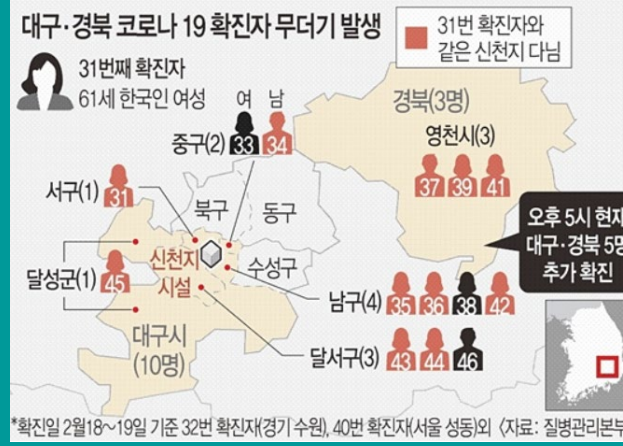 대구·경북 코로나 19 확진자 무더기 발생
31번 확진자와
같은 신천지 다님
31번째 확진자
61세 한국인 여성
여 남
중구(2) 33 34
경북(3명)
영천시(3)
37 39 41
서구(1) 31
북구
동구
오후 5시 현재
대구·경북 5명
추가 확진
신천지
시설
수성구
달성군(1) 45
남구(4) 35 36 38 42
대구시
(10명)
달서구(3) 43 44 46
*확진일 2월18~19일 기준 32번 확진자(경기 수원), 40번 확진자(서울 성동)외 〈자료: 질병관리본부